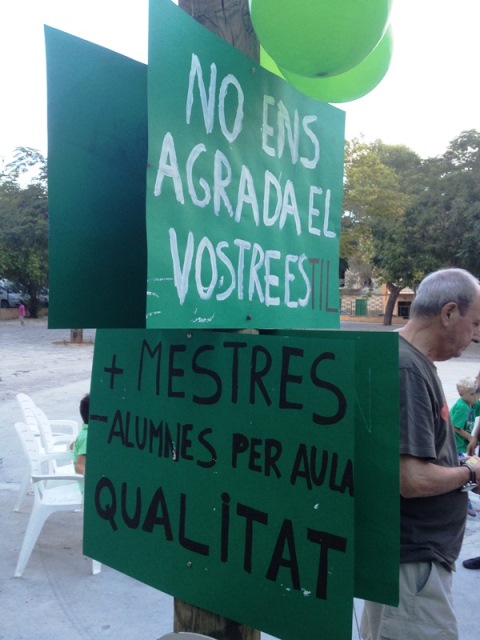 NO ENS
AGRADA EL
VOSTRE ESTIL
+ MESTRES
-ALUMNES PER AULA
QUALiTAT